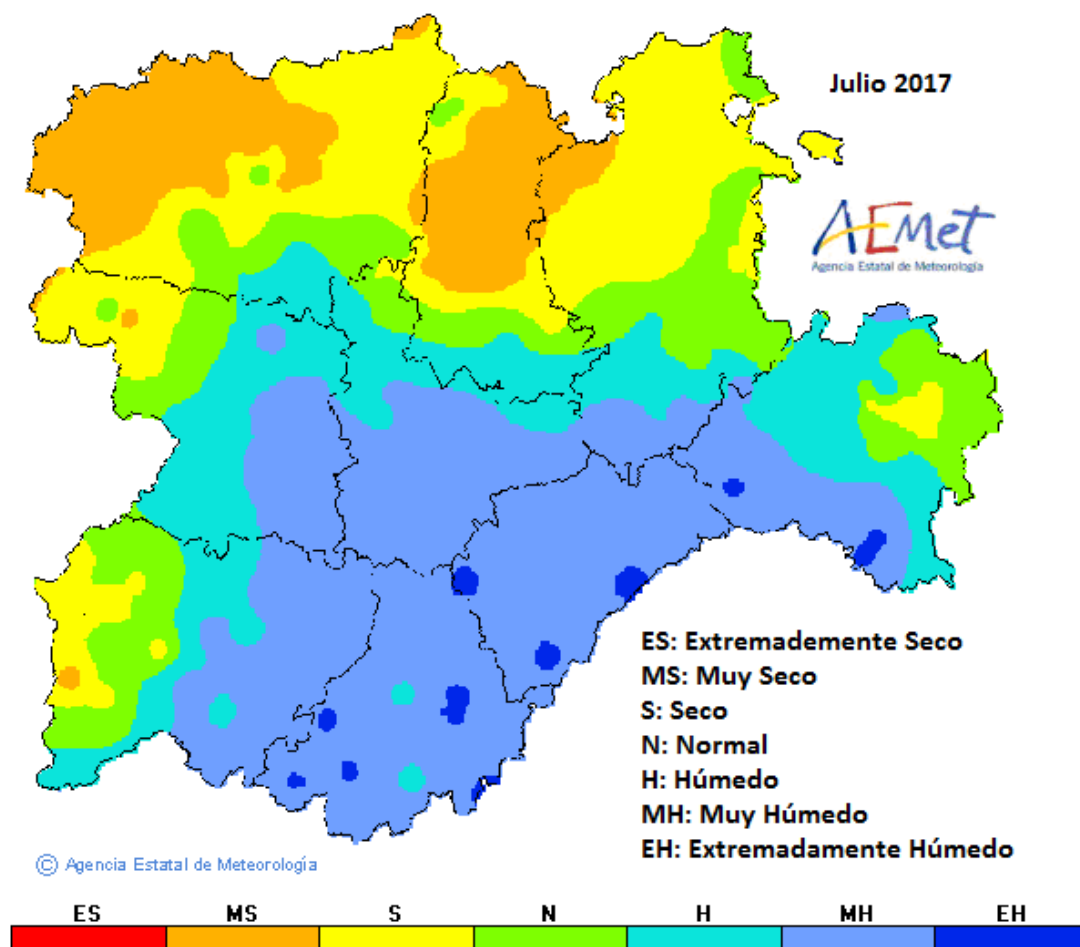 Julio 2017
AEMet
Agencia Estatal de Meteorología
ES: Extremademente Seco
MS: Muy Seco
S: Seco
N: Normal
H: Húmedo
MH: Muy Húmedo
EH: Extremadamente Húmedo
© Agencia Estatal de Meteorología
ES MS S N H MH EH